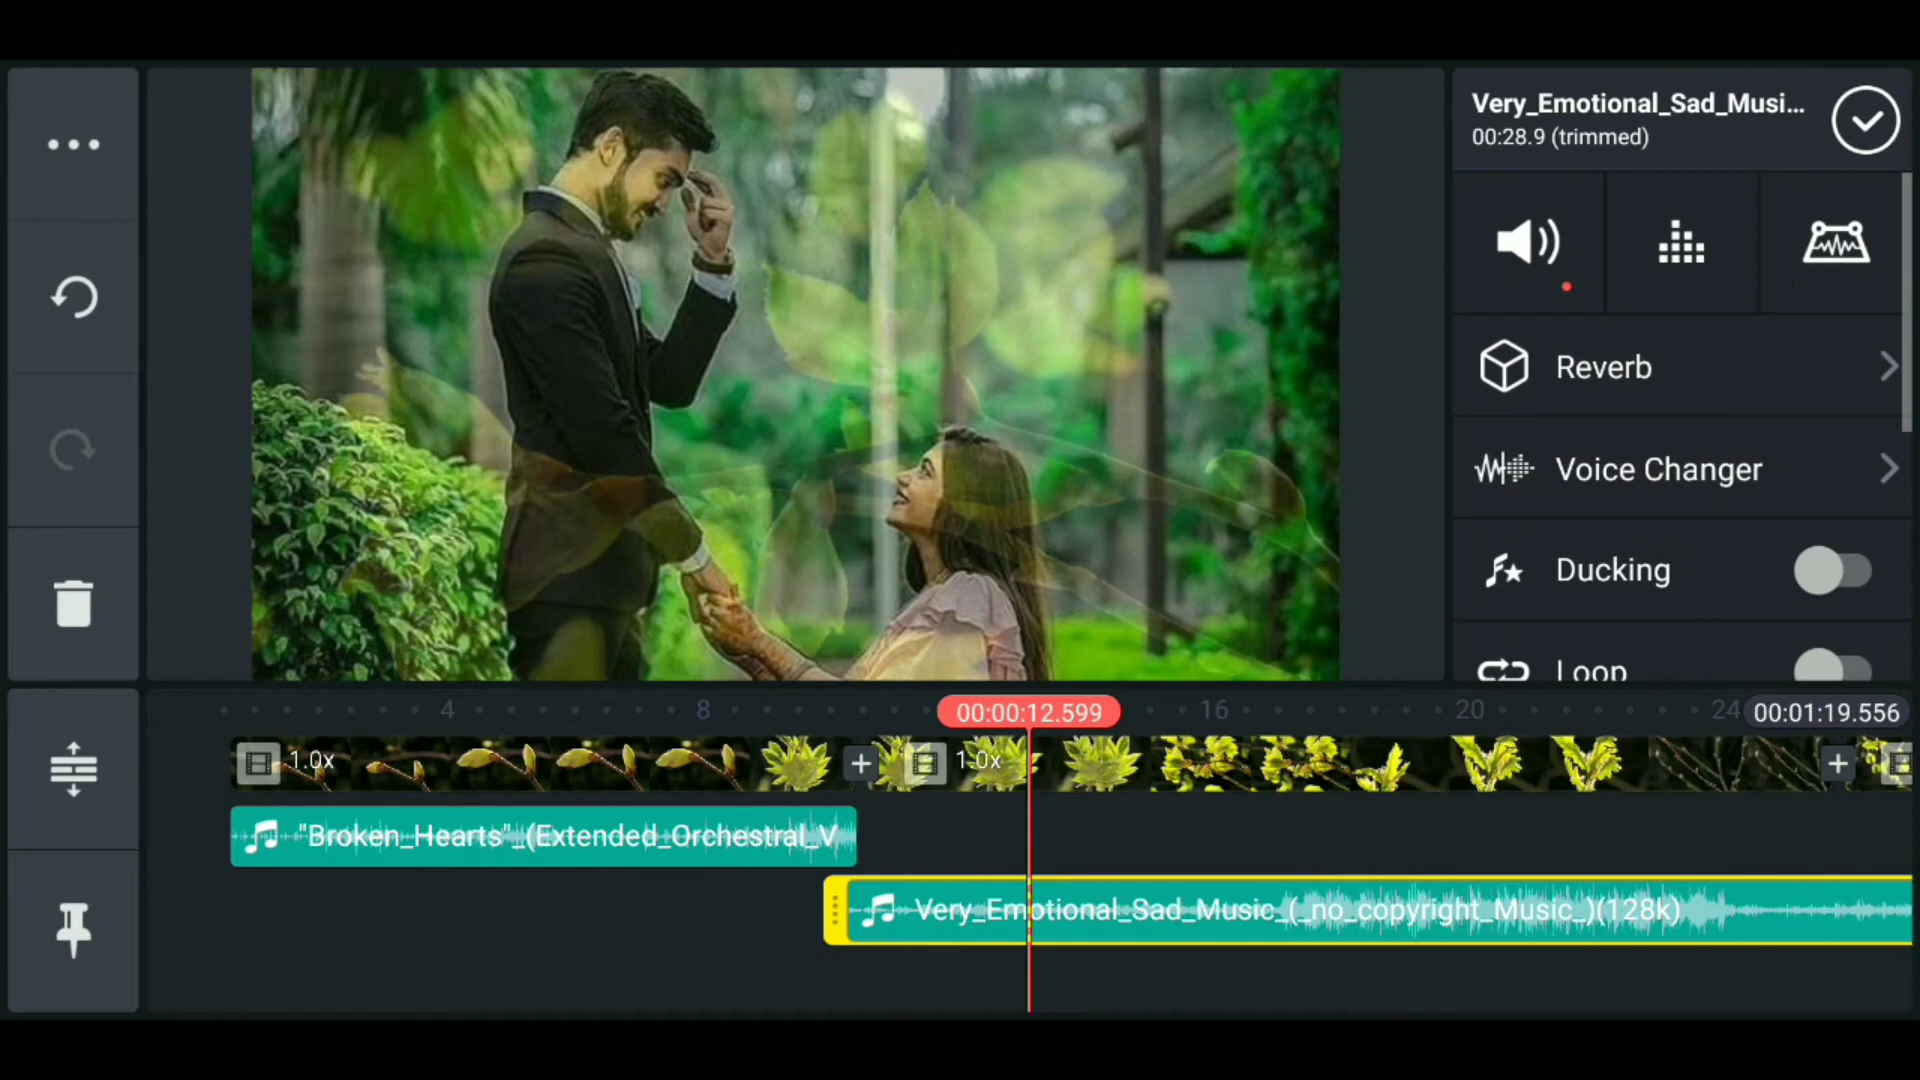 Very_Emotional_Sad_Musi...
00:28.9 (trimmed)
Reverb
Voice Changer
Ducking
Loop
4
8
00:00:12.599
16
20
24
00:01:19.556
1.0x
1.0x
"Broken_Hearts"_(Extended_Orchestral_V
Very_Emotional_Sad_Music_(_no_copyright_Music_)(128k)